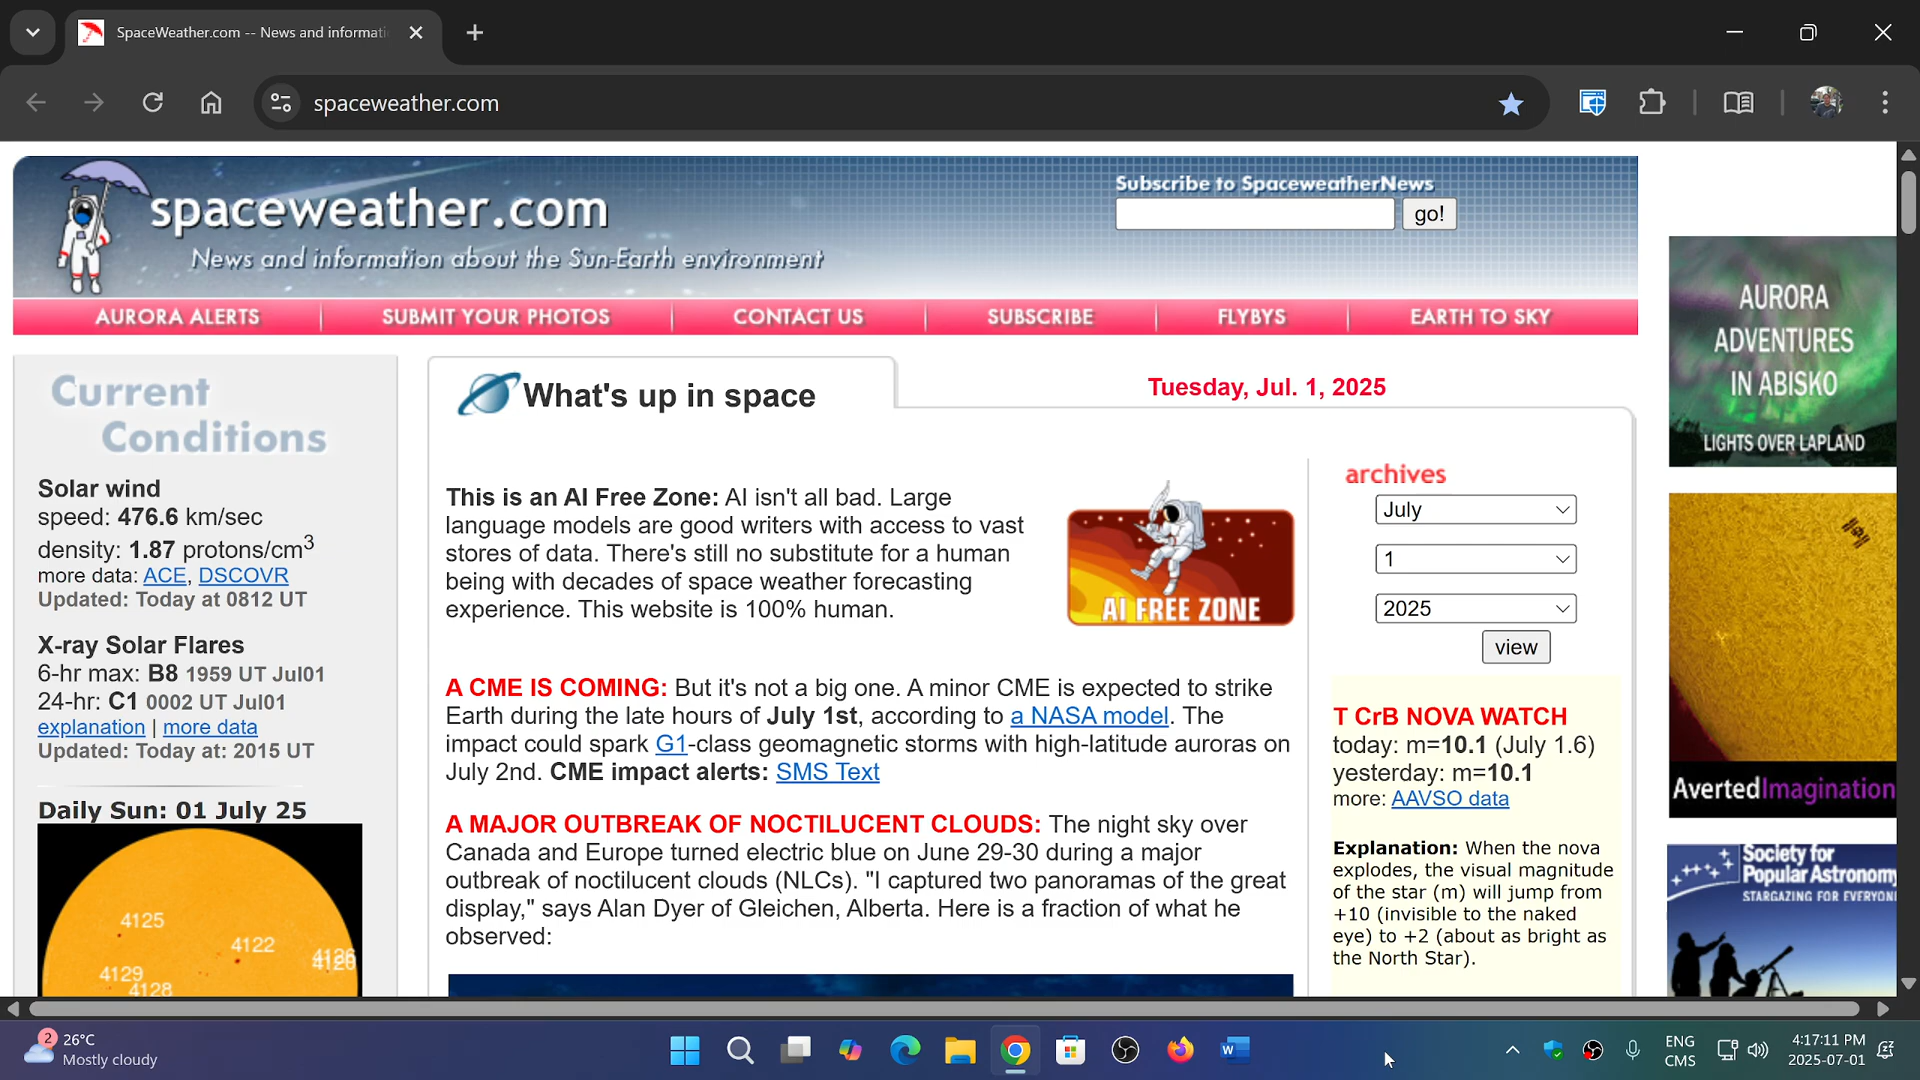 SpaceWeather.com -- News and informati
spaceweather.com
spaceweather.com
News and information about the Sun-Earth environment
Subscribe to SpaceweatherNews
go!
AURORA ALERTS
SUBMIT YOUR PHOTOS
CONTACT US
SUBSCRIBE
FLYBYS
EARTH TO SKY
Current
Conditions
Solar wind
speed: 476.6 km/sec
density: 1.87 protons/cm3
more data: ACE, DSCOVR
Updated: Today at 0812 UT
X-ray Solar Flares
6-hr max: B8 1959 UT Jul01
24-hr: C1 0002 UT Jul01
explanation | more data
Updated: Today at: 2015 UT
Daily Sun: 01 July 25
4125
4122
4129
4128
What's up in space
Tuesday, Jul. 1, 2025
This is an AI Free Zone: AI isn't all bad. Large
language models are good writers with access to vast
stores of data. There's still no substitute for a human
being with decades of space weather forecasting
experience. This website is 100% human.
AI FREE ZONE
A CME IS COMING: But it's not a big one. A minor CME is expected to strike
Earth during the late hours of July 1st, according to a NASA model. The
impact could spark G1-class geomagnetic storms with high-latitude auroras on
July 2nd. CME impact alerts: SMS Text
A MAJOR OUTBREAK OF NOCTILUCENT CLOUDS: The night sky over
Canada and Europe turned electric blue on June 29-30 during a major
outbreak of noctilucent clouds (NLCs). "I captured two panoramas of the great
display," says Alan Dyer of Gleichen, Alberta. Here is a fraction of what he
observed:
archives
July
1
2025
view
T CrB NOVA WATCH
today: m=10.1 (July 1.6)
yesterday: m=10.1
more: AAVSO data
Explanation: When the nova
explodes, the visual magnitude
of the star (m) will jump from
+10 (invisible to the naked
eye) to +2 (about as bright as
the North Star).
AURORA
ADVENTURES
IN ABISKO
LIGHTS OVER LAPLAND
AvertedImagination
Society for
Popular Astronomy
STARGAZING FOR EVERYON
2
26°C
Mostly cloudy
W
ENG
CMS
4:17:11 PM
2025-07-01